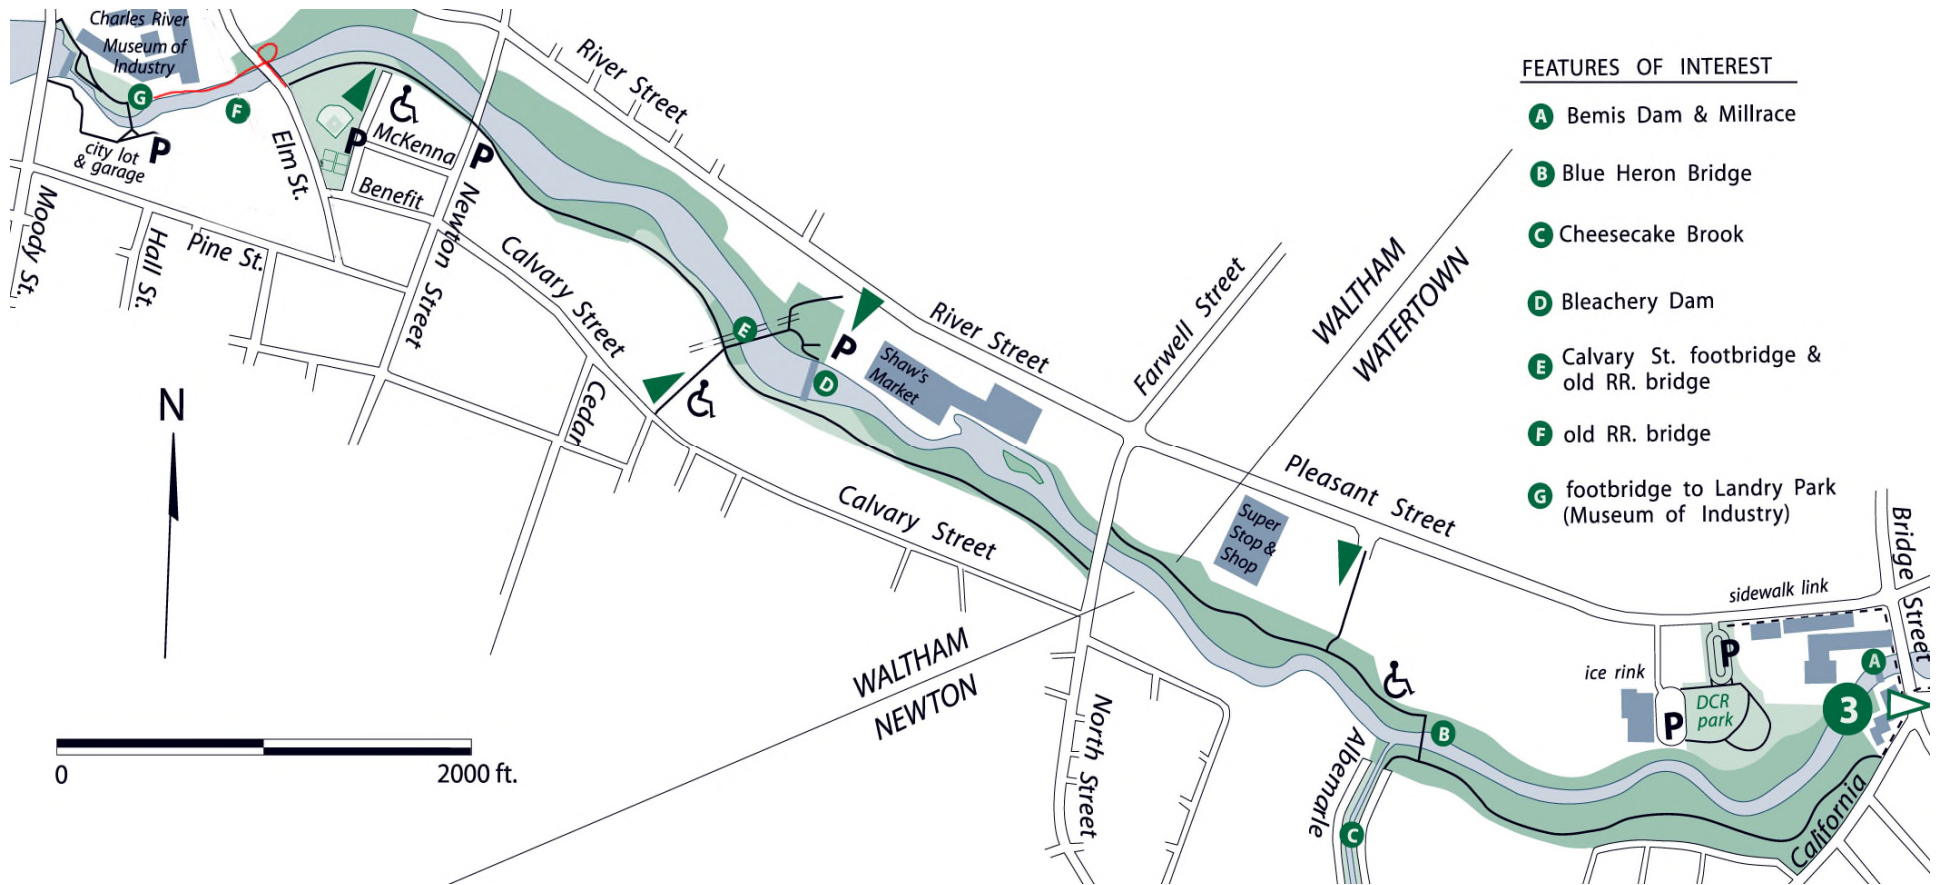 Charles River
Museum of
Industry
G
F
city lot
& garage
P
Elm St.
P
McKenna
Benefit
P
Newton Street
River Street
Moody St.
Hall St.
Pine St.
Calvary Street
Cedar
E
D
P
Shaw's
Market
River Street
Farwell Street
WALTHAM
WATERTOWN
Calvary Street
Pleasant Street
Super
Stop &
Shop
WALTHAM
NEWTON
North Street
Albemarle
B
C
ice rink
P
P
DCR
park
sidewalk link
A
3
Bridge Street
California
N
0
2000 ft.
FEATURES OF INTEREST
A Bemis Dam & Millrace
B Blue Heron Bridge
C Cheesecake Brook
D Bleachery Dam
E Calvary St. footbridge &
old RR. bridge
F old RR. bridge
G footbridge to Landry Park
(Museum of Industry)